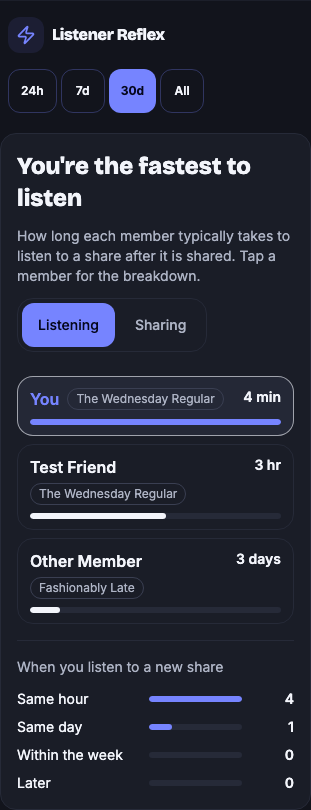 Listener Reflex
24h 7d 30d All
You're the fastest to
listen
How long each member typically takes to
listen to a share after it is shared. Tap a
member for the breakdown.
Listening Sharing
You The Wednesday Regular 4 min
Test Friend 3 hr
The Wednesday Regular
Other Member 3 days
Fashionably Late
When you listen to a new share
Same hour 4
Same day 1
Within the week 0
Later 0